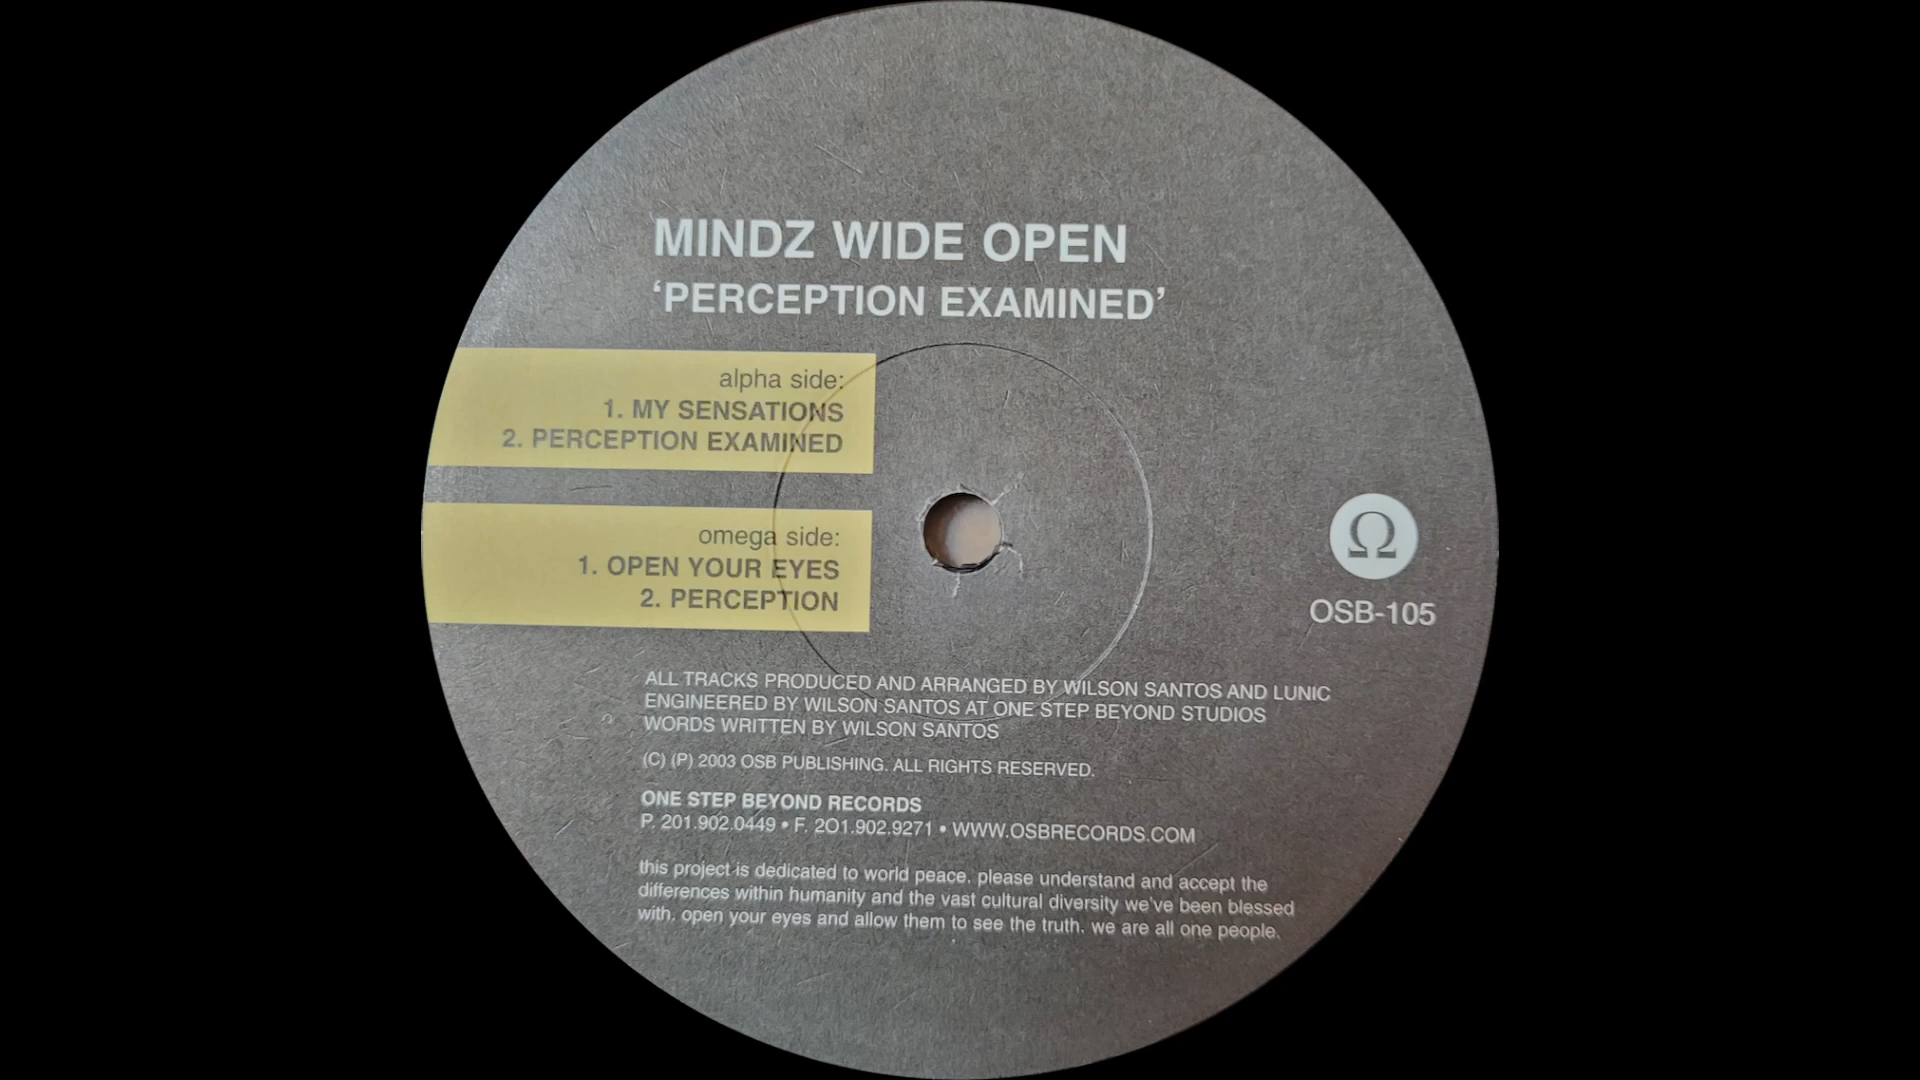 MINDZ WIDE OPEN
‘PERCEPTION EXAMINED’
alpha side:
1. MY SENSATIONS
2. PERCEPTION EXAMINED
omega side:
1. OPEN YOUR EYES
2. PERCEPTION
Ω
OSB-105
ALL TRACKS PRODUCED AND ARRANGED BY WILSON SANTOS AND LUNIC
ENGINEERED BY WILSON SANTOS AT ONE STEP BEYOND STUDIOS
WORDS WRITTEN BY WILSON SANTOS
(C) (P) 2003 OSB PUBLISHING. ALL RIGHTS RESERVED.
ONE STEP BEYOND RECORDS
P. 201.902.0449 • F. 2O1.902.9271 • WWW.OSBRECORDS.COM
this project is dedicated to world peace. please understand and accept the
differences within humanity and the vast cultural diversity we've been blessed
with. open your eyes and allow them to see the truth. we are all one people.